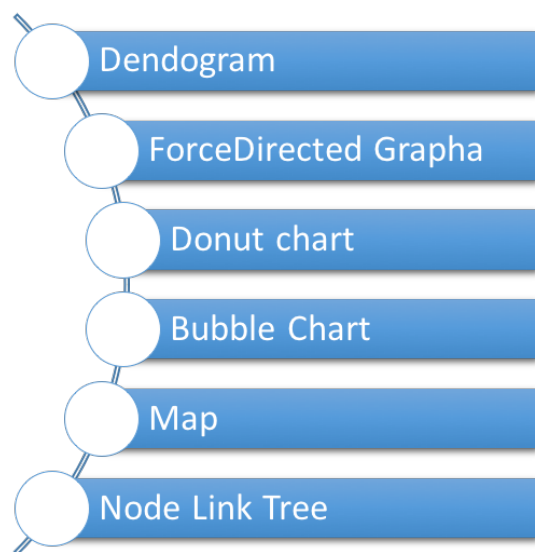 Dendogram
ForceDirected Grapha
Donut chart
Bubble Chart
Map
Node Link Tree